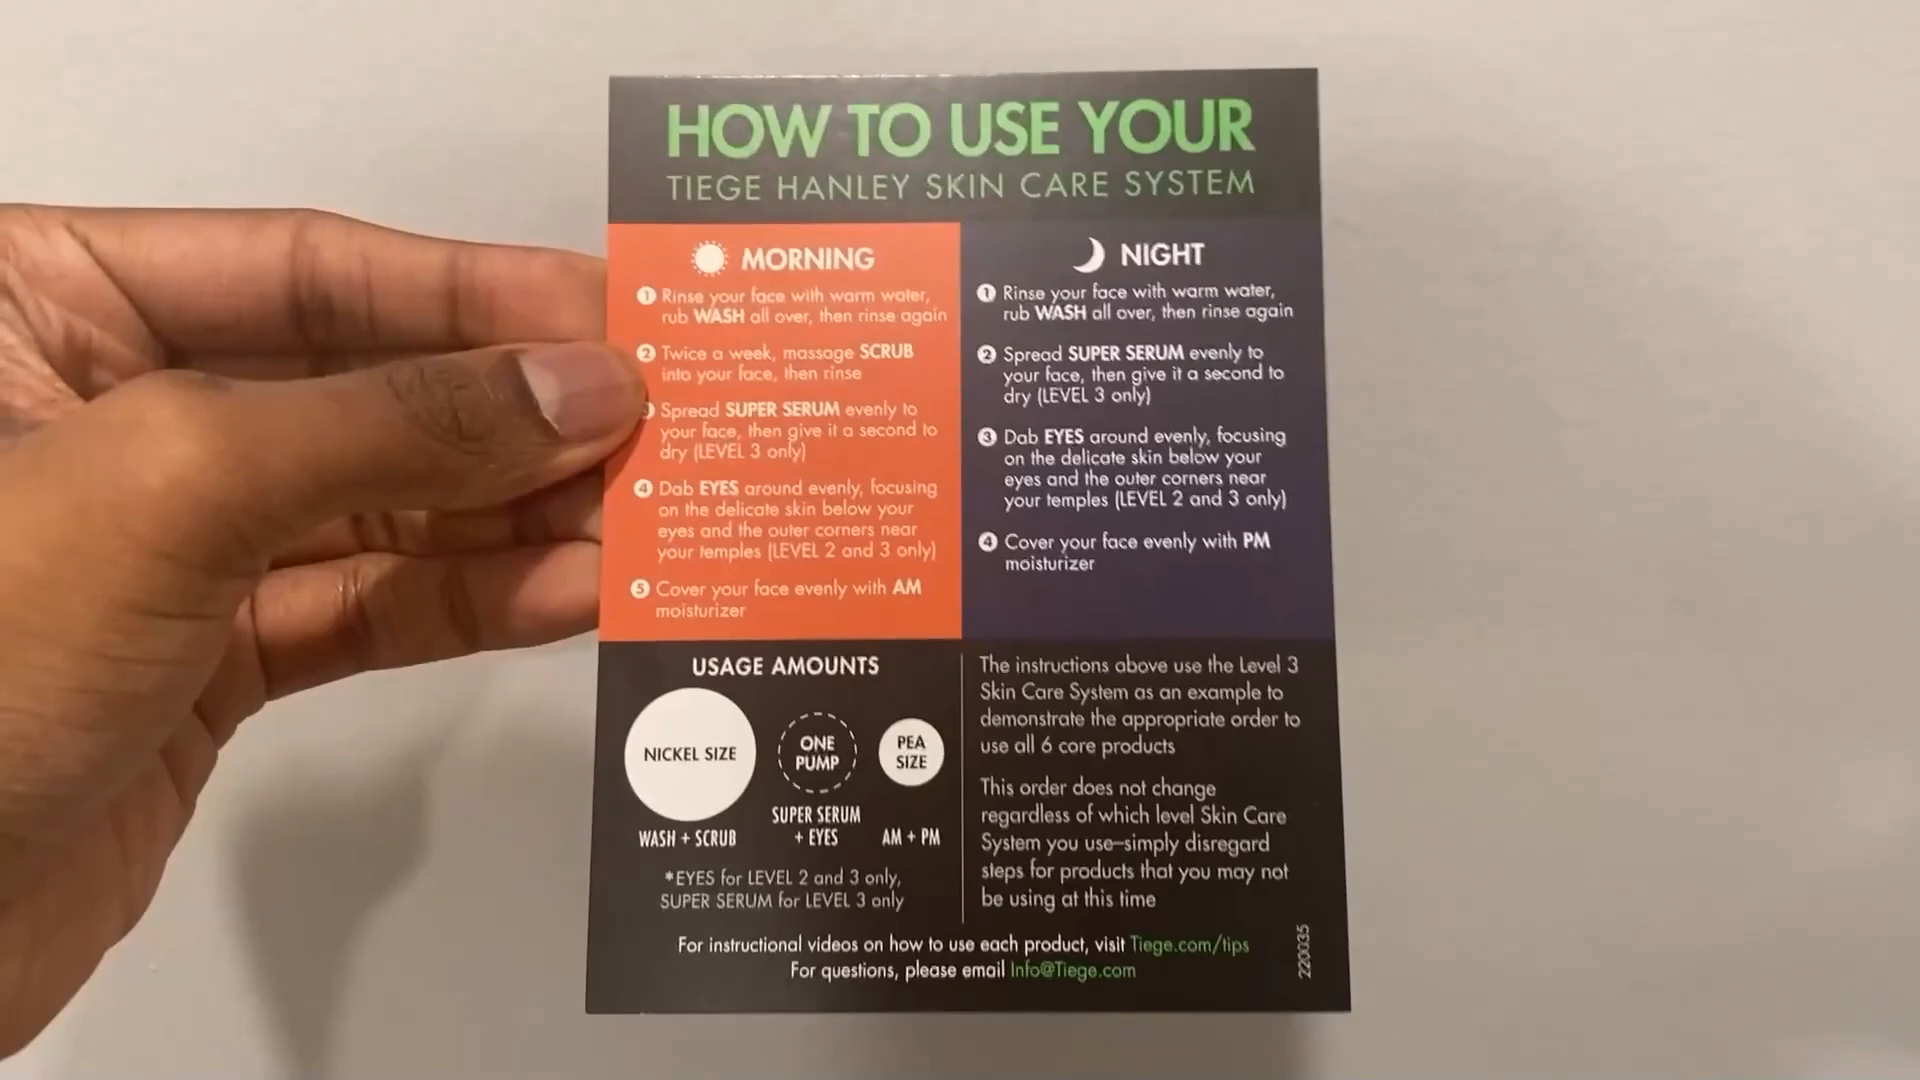 HOW TO USE YOUR
TIEGE HANLEY SKIN CARE SYSTEM
MORNING
1 Rinse your face with warm water,
rub WASH all over, then rinse again
2 Twice a week, massage SCRUB
into your face, then rinse
Spread SUPER SERUM evenly to
your face, then give it a second to
dry (LEVEL 3 only)
4 Dab EYES around evenly, focusing
on the delicate skin below your
eyes and the outer corners near
your temples (LEVEL 2 and 3 only)
5 Cover your face evenly with AM
moisturizer
NIGHT
1 Rinse your face with warm water,
rub WASH all over, then rinse again
2 Spread SUPER SERUM evenly to
your face, then give it a second to
dry (LEVEL 3 only)
3 Dab EYES around evenly, focusing
on the delicate skin below your
eyes and the outer corners near
your temples (LEVEL 2 and 3 only)
4 Cover your face evenly with PM
moisturizer
USAGE AMOUNTS
NICKEL SIZE
WASH + SCRUB
ONE
PUMP
SUPER SERUM
+ EYES
PEA
SIZE
AM + PM
*EYES for LEVEL 2 and 3 only,
SUPER SERUM for LEVEL 3 only
The instructions above use the Level 3
Skin Care System as an example to
demonstrate the appropriate order to
use all 6 core products
This order does not change
regardless of which level Skin Care
System you use–simply disregard
steps for products that you may not
be using at this time
For instructional videos on how to use each product, visit Tiege.com/tips
For questions, please email Info@Tiege.com
220035